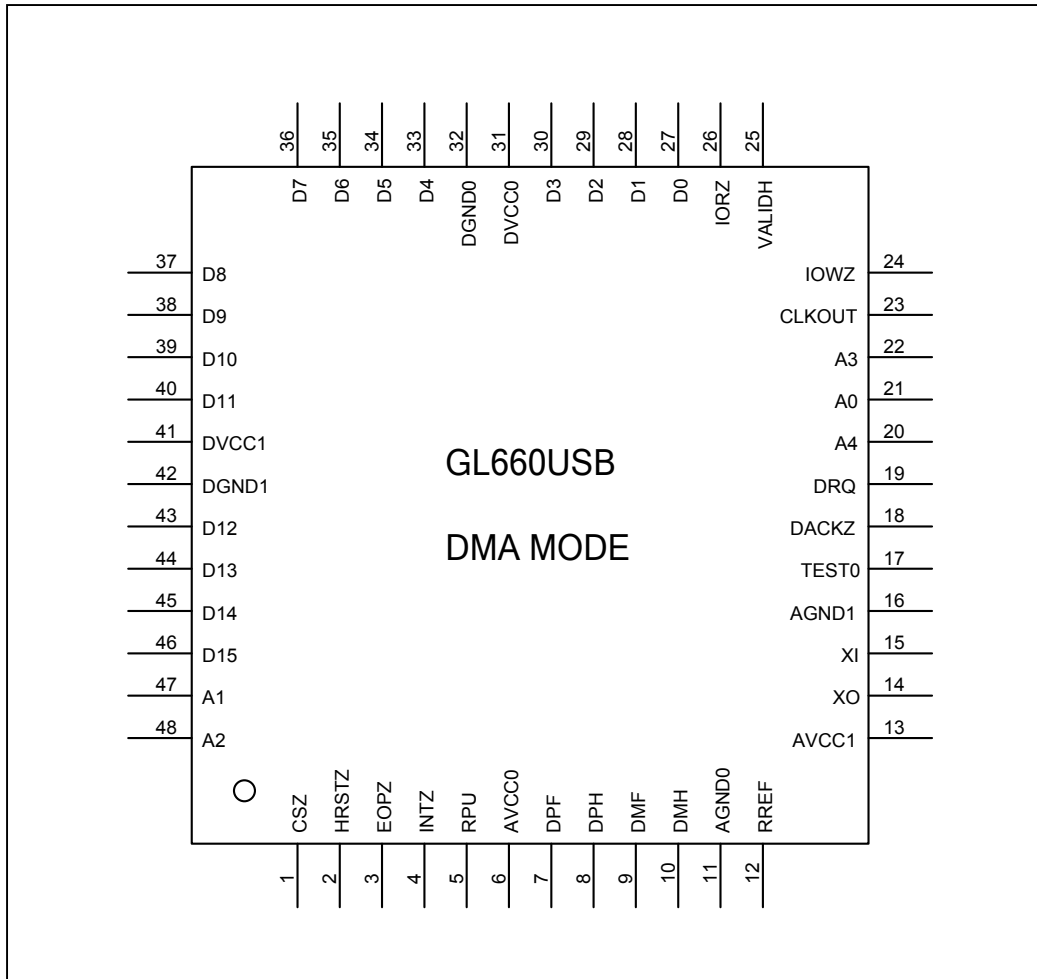 36 35 34 33 32 31 30 29 28 27 26 25
D7 D6 D5 D4 DGND0 DVCC0 D3 D2 D1 D0 IORZ VALIDH
37 D8 IOWZ 24
38 D9 CLKOUT 23
39 D10 A3 22
40 D11 A0 21
41 DVCC1 A4 20
GL660USB
42 DGND1 DRQ 19
43 D12 DACKZ 18
DMA MODE
44 D13 TEST0 17
45 D14 AGND1 16
46 D15 XI 15
47 A1 XO 14
48 A2 AVCC1 13
CSZ HRSTZ EOPZ INTZ RPU AVCC0 DPF DPH DMF DMH AGND0 RREF
1 2 3 4 5 6 7 8 9 10 11 12